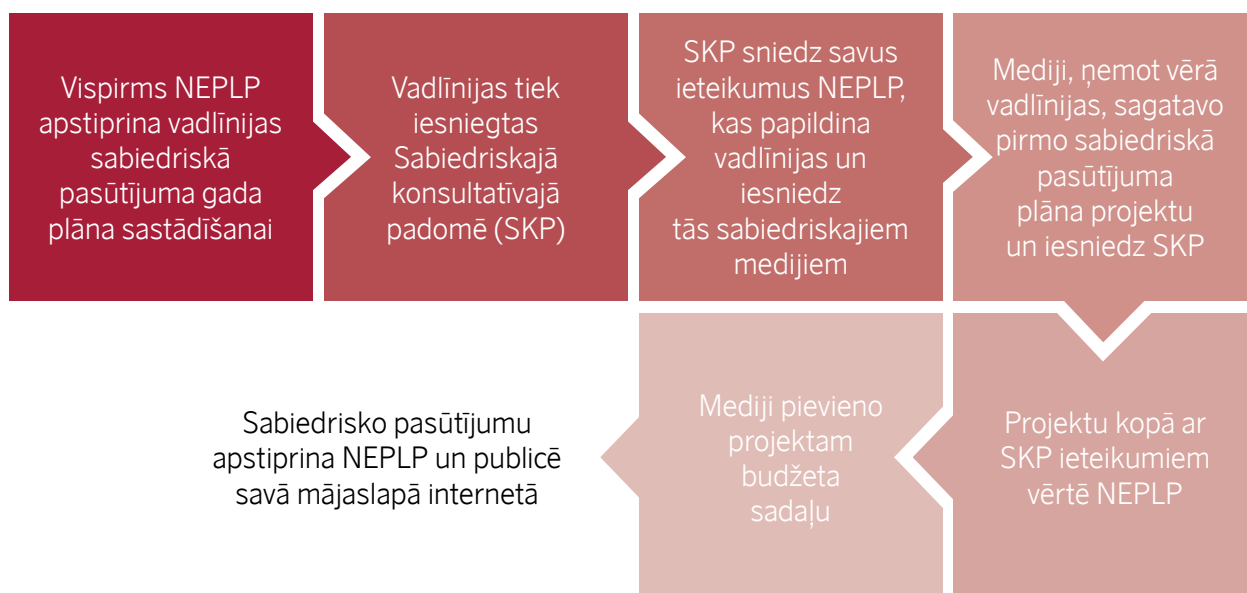 Vispirms NEPLP
apstiprina vadlīnijas
sabiedriskā
pasūtījuma gada
plāna sastādīšanai
Vadlīnijas tiek
iesniegtas
Sabiedriskajā
konsultatīvajā
padomē (SKP)
SKP sniedz savus
ieteikumus NEPLP,
kas papildina
vadlīnijas un
iesniedz
tās sabiedriskajiem
medijiem
Mediji, ņemot vērā
vadlīnijas, sagatavo
pirmo sabiedriskā
pasūtījuma
plāna projektu
un iesniedz SKP
Projektu kopā ar
SKP ieteikumiem
vērtē NEPLP
Mediji pievieno
projektam
budžeta
sadaļu
Sabiedrisko pasūtījumu
apstiprina NEPLP un publicē
savā mājaslapā internetā